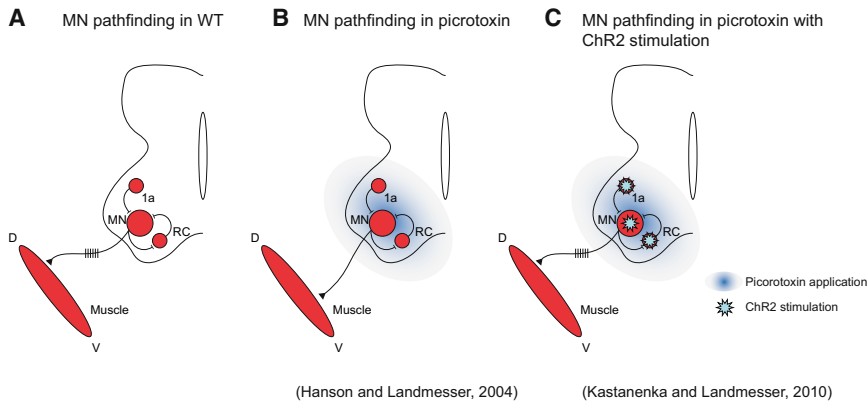 A MN pathfinding in WT
B MN pathfinding in picrotoxin
C MN pathfinding in picrotoxin with
ChR2 stimulation
1a
MN
RC
D
Muscle
V
1a
MN
RC
D
Muscle
V
1a
MN
RC
D
Muscle
V
Picorotoxin application
ChR2 stimulation
(Hanson and Landmesser, 2004)
(Kastanenka and Landmesser, 2010)